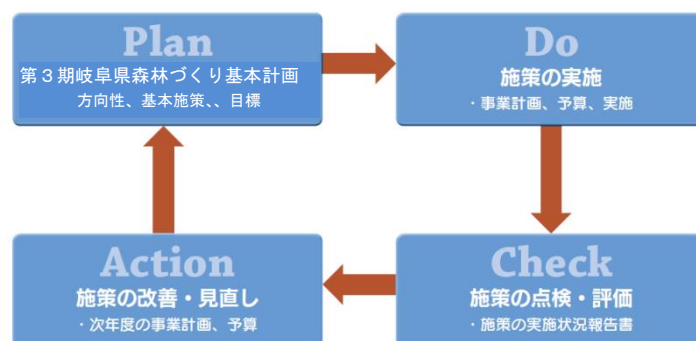 Plan
第３期岐阜県森林づくり基本計画
方向性、基本施策、、目標
Do
施策の実施
・事業計画、予算、実施
Action
施策の改善・見直し
・次年度の事業計画、予算
Check
施策の点検・評価
・施策の実施状況報告書